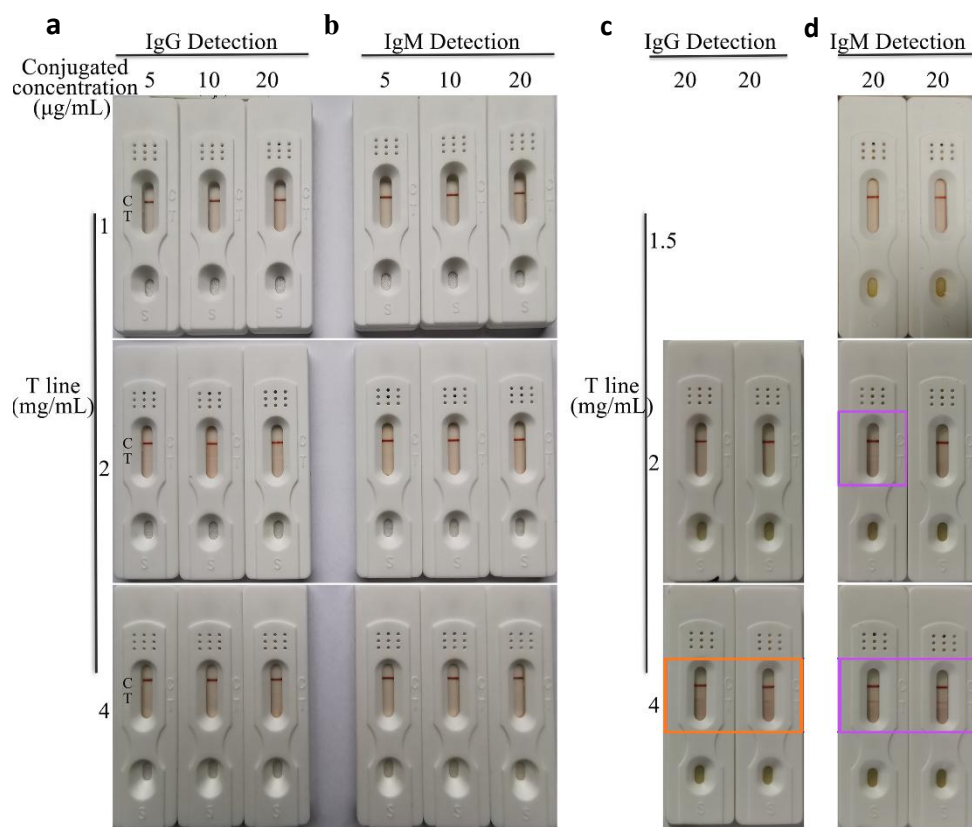 a b c d
IgG Detection IgM Detection IgG Detection IgM Detection
Conjugated
concentration
(μg/mL)
5 10 20 5 10 20 20 20 20 20
C
T
1 1.5
S S S S S S
T line
(mg/mL)
T line
(mg/mL)
C
T
2 2
S S S S S S S S S S
C
T
4 4
S S S S S S S S S S